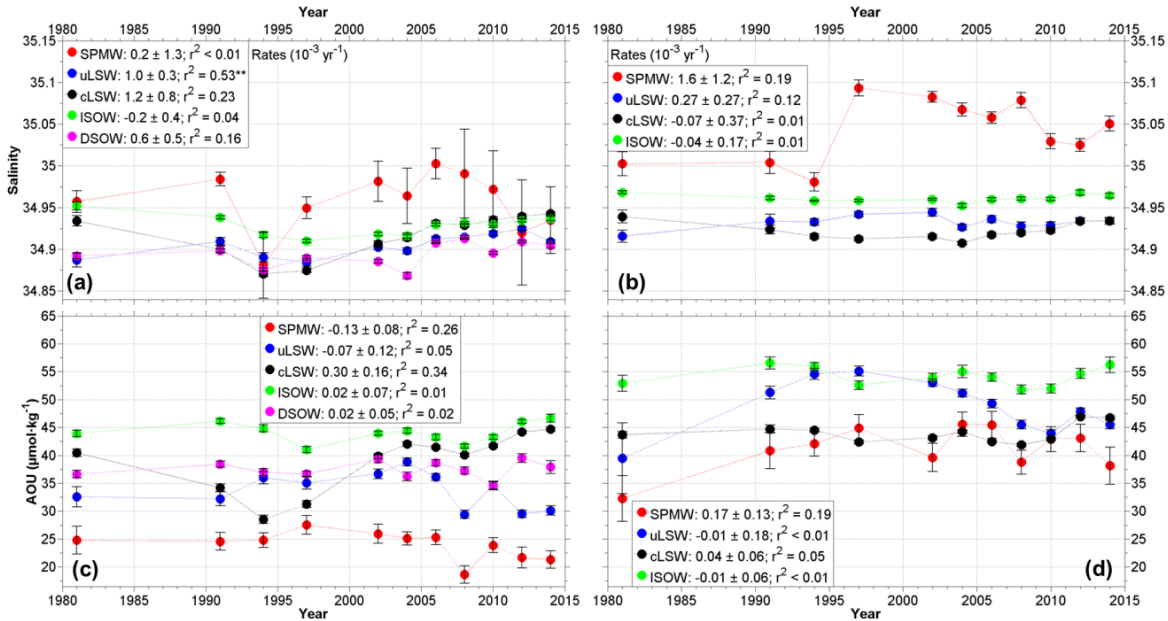 Year
Year
1980 1985 1990 1995 2000 2005 2010 2015
1980 1985 1990 1995 2000 2005 2010 2015
35.15
35.1
35.05
35
34.95
34.9
34.85
Salinity
SPMW: 0.2 ± 1.3; r² < 0.01
uLSW: 1.0 ± 0.3; r² = 0.53**
cLSW: 1.2 ± 0.8; r² = 0.23
ISOW: -0.2 ± 0.4; r² = 0.04
DSOW: 0.6 ± 0.5; r² = 0.16
Rates (10⁻³ yr⁻¹)
(a)
Rates (10⁻³ yr⁻¹)
SPMW: 1.6 ± 1.2; r² = 0.19
uLSW: 0.27 ± 0.27; r² = 0.12
cLSW: -0.07 ± 0.37; r² = 0.01
ISOW: -0.04 ± 0.17; r² = 0.01
(b)
35.15
35.1
35.05
35
34.95
34.9
34.85
65
60
55
50
45
40
35
30
25
20
AOU (µmol·kg⁻¹)
SPMW: -0.13 ± 0.08; r² = 0.26
uLSW: -0.07 ± 0.12; r² = 0.05
cLSW: 0.30 ± 0.16; r² = 0.34
ISOW: 0.02 ± 0.07; r² = 0.01
DSOW: 0.02 ± 0.05; r² = 0.02
(c)
SPMW: 0.17 ± 0.13; r² = 0.19
uLSW: -0.01 ± 0.18; r² < 0.01
cLSW: 0.04 ± 0.06; r² = 0.05
ISOW: -0.01 ± 0.06; r² < 0.01
(d)
65
60
55
50
45
40
35
30
25
20
1980 1985 1990 1995 2000 2005 2010 2015
1980 1985 1990 1995 2000 2005 2010 2015
Year
Year